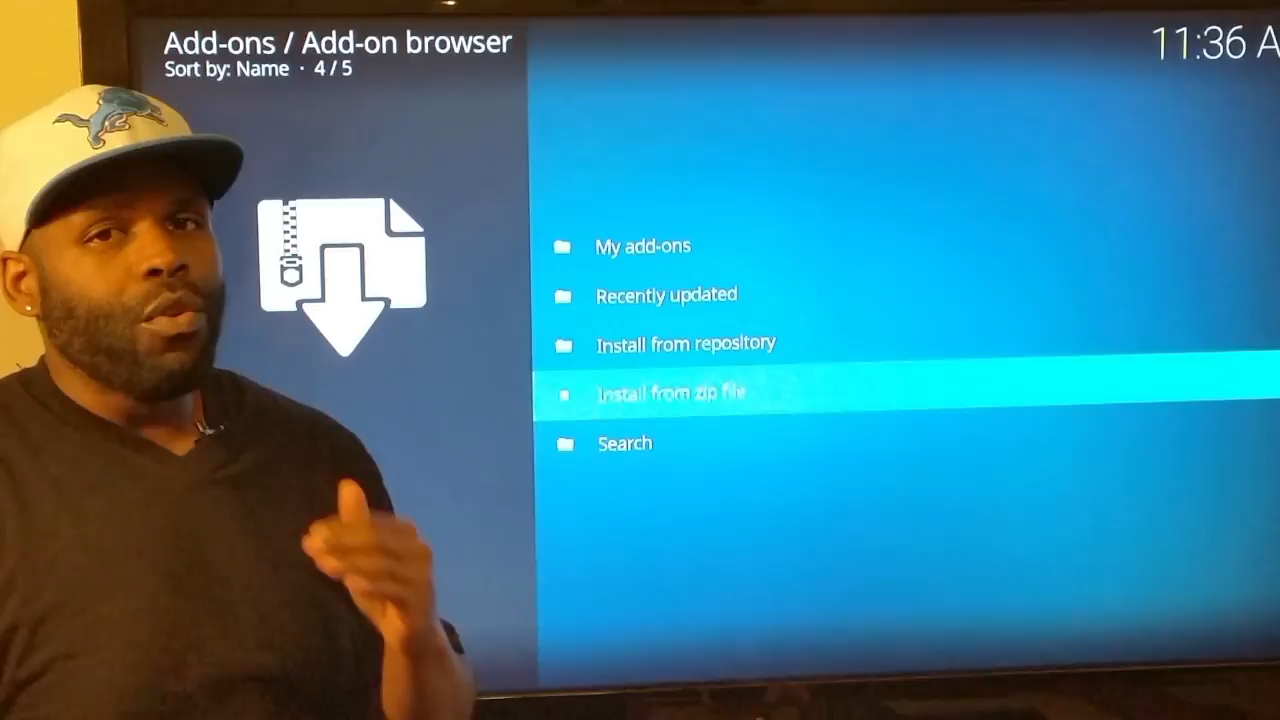 Add-ons / Add-on browser
Sort by: Name · 4 / 5
11:36 A
My add-ons
Recently updated
Install from repository
Install from zip file
Search